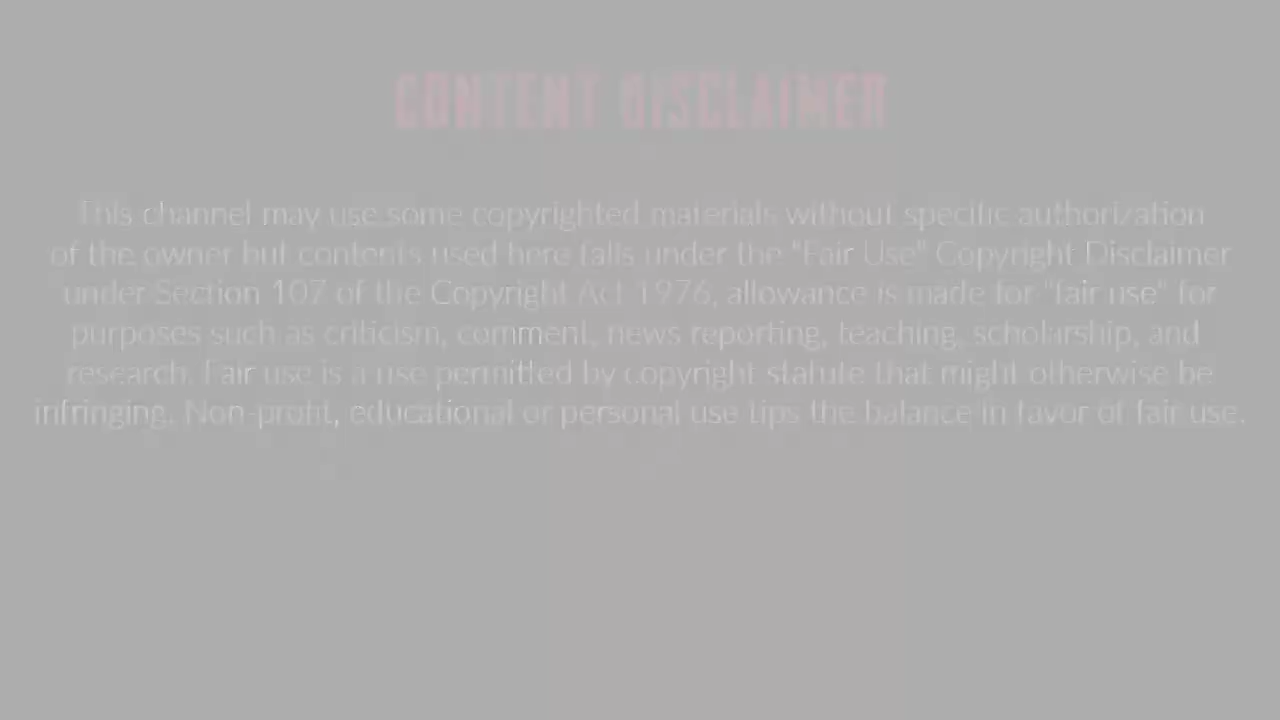 CONTENT DISCLAIMER
This channel may use some copyrighted materials without specific authorization
of the owner but contents used here falls under the "Fair Use" Copyright Disclaimer
under Section 107 of the Copyright Act 1976, allowance is made for "fair use" for
purposes such as criticism, comment, news reporting, teaching, scholarship, and
research. Fair use is a use permitted by copyright statute that might otherwise be
infringing. Non-profit, educational or personal use tips the balance in favor of fair use.